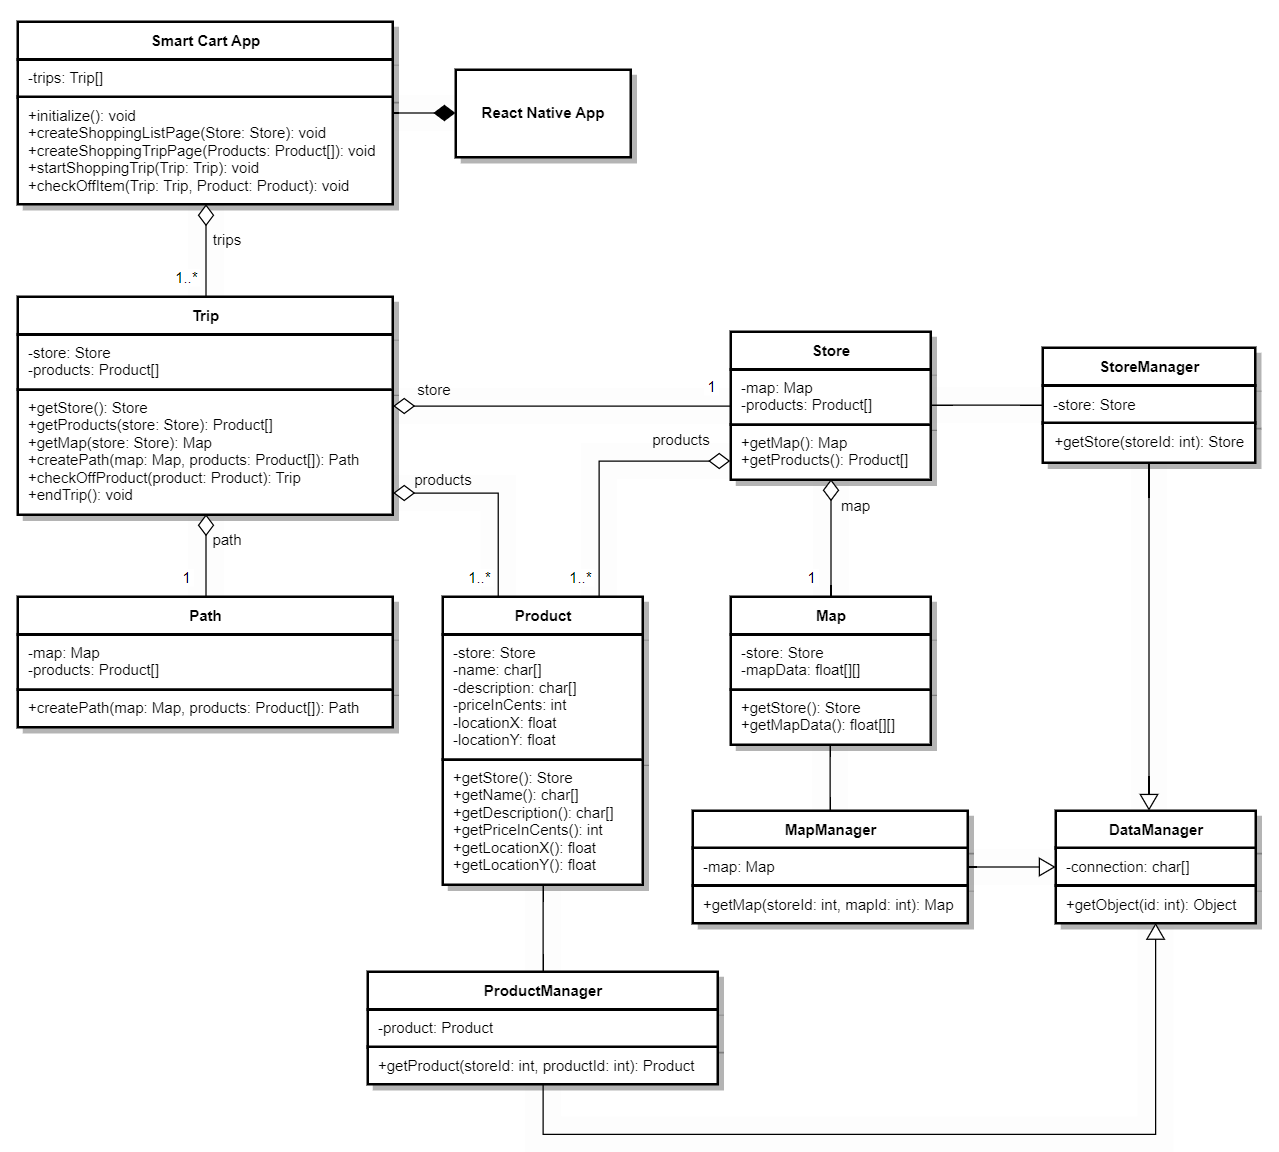 Smart Cart App
-trips: Trip[]
+initialize(): void
+createShoppingListPage(Store: Store): void
+createShoppingTripPage(Products: Product[]): void
+startShoppingTrip(Trip: Trip): void
+checkOffItem(Trip: Trip, Product: Product): void
React Native App
trips
1..*
Trip
-store: Store
-products: Product[]
+getStore(): Store
+getProducts(store: Store): Product[]
+getMap(store: Store): Map
+createPath(map: Map, products: Product[]): Path
+checkOffProduct(product: Product): Trip
+endTrip(): void
store
1
products
1..*
path
1
Store
-map: Map
-products: Product[]
+getMap(): Map
+getProducts(): Product[]
products
1..*
map
1
StoreManager
-store: Store
+getStore(storeId: int): Store
Path
-map: Map
-products: Product[]
+createPath(map: Map, products: Product[]): Path
Product
-store: Store
-name: char[]
-description: char[]
-priceInCents: int
-locationX: float
-locationY: float
+getStore(): Store
+getName(): char[]
+getDescription(): char[]
+getPriceInCents(): int
+getLocationX(): float
+getLocationY(): float
Map
-store: Store
-mapData: float[][]
+getStore(): Store
+getMapData(): float[][]
MapManager
-map: Map
+getMap(storeId: int, mapId: int): Map
DataManager
-connection: char[]
+getObject(id: int): Object
ProductManager
-product: Product
+getProduct(storeId: int, productId: int): Product